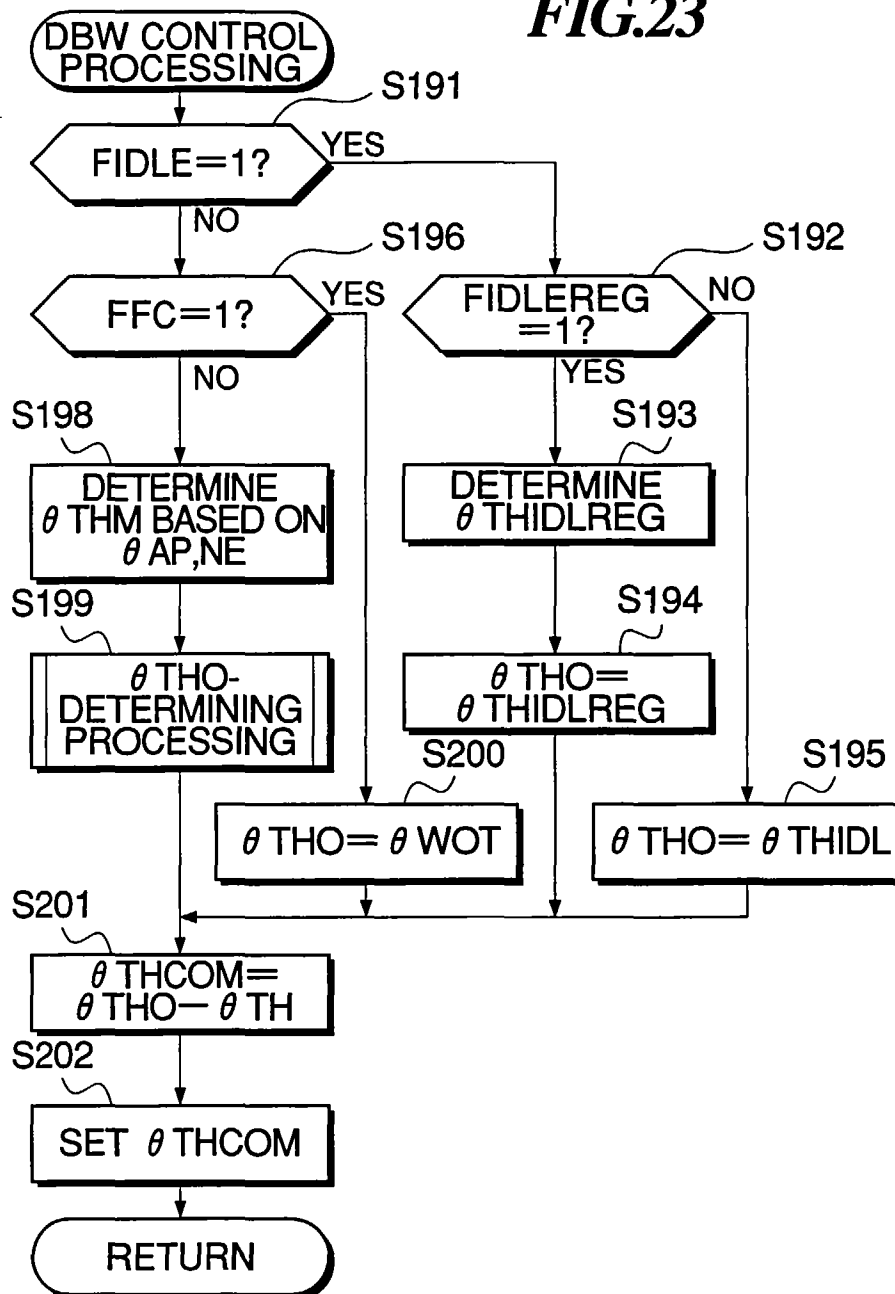 FIG.23
DBW CONTROL
PROCESSING
S191
FIDLE=1?
YES
NO
S196
FFC=1?
YES
NO
S192
FIDLEREG
=1?
NO
YES
S198
DETERMINE
θ THM BASED ON
θ AP,NE
S193
DETERMINE
θ THIDLREG
S199
θ THO-
DETERMINING
PROCESSING
S194
θ THO=
θ THIDLREG
S200
θ THO= θ WOT
S195
θ THO= θ THIDL
S201
θ THCOM=
θ THO− θ TH
S202
SET θ THCOM
RETURN